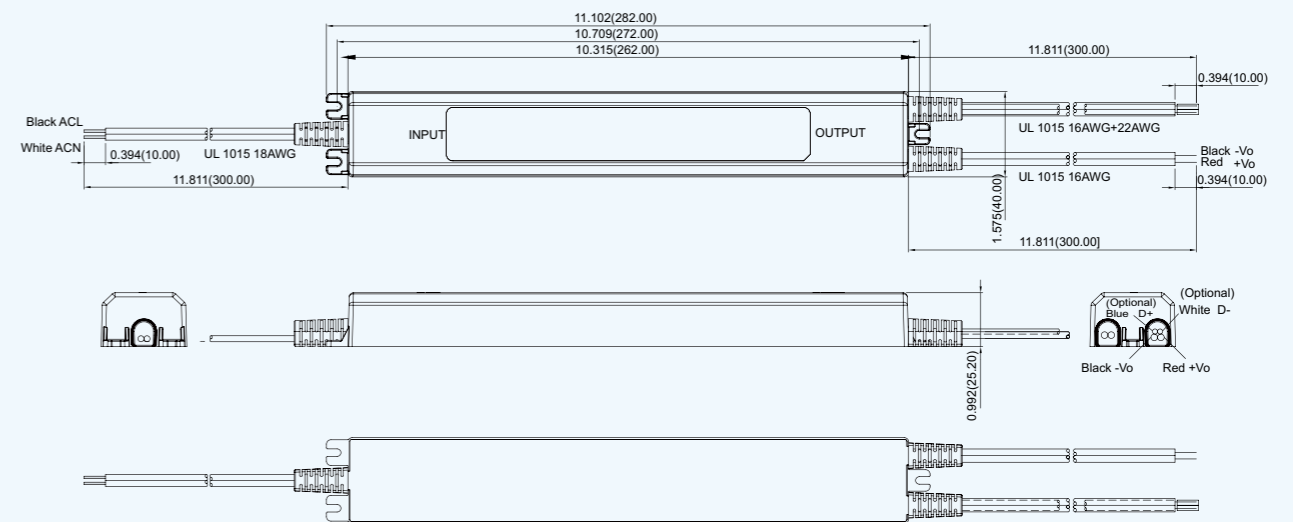 11.102(282.00)
10.709(272.00)
10.315(262.00)
11.811(300.00)
0.394(10.00)
Black ACL
White ACN
0.394(10.00)
UL 1015 18AWG
11.811(300.00)
INPUT
OUTPUT
UL 1015 16AWG+22AWG
Black -Vo
Red +Vo
UL 1015 16AWG
0.394(10.00)
1.575(40.00)
11.811(300.00]
0.992(25.20)
(Optional)
Blue D+
(Optional)
White D-
Black -Vo
Red +Vo